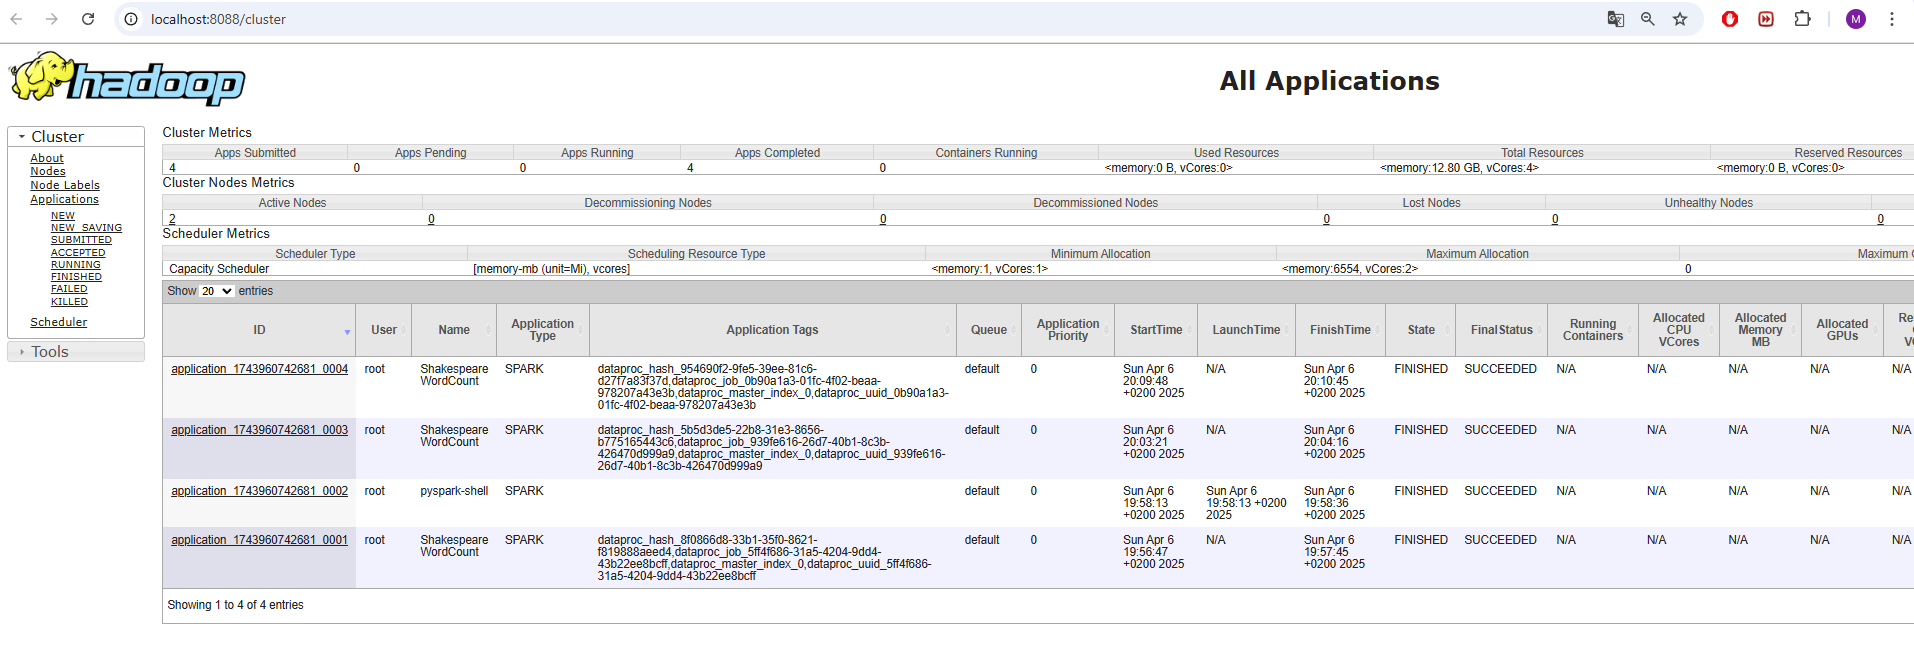 localhost:8088/cluster
M
hadoop
All Applications
Cluster
About
Nodes
Node Labels
Applications
NEW
NEW_SAVING
SUBMITTED
ACCEPTED
RUNNING
FINISHED
FAILED
KILLED
Scheduler
Tools
Cluster Metrics
Apps Submitted Apps Pending Apps Running Apps Completed Containers Running Used Resources Total Resources Reserved Resources
4 0 0 4 0 <memory:0 B, vCores:0> <memory:12.80 GB, vCores:4> <memory:0 B, vCores:0>
Cluster Nodes Metrics
Active Nodes Decommissioning Nodes Decommissioned Nodes Lost Nodes Unhealthy Nodes
2 0 0 0 0 0
Scheduler Metrics
Scheduler Type Scheduling Resource Type Minimum Allocation Maximum Allocation Maximum
Capacity Scheduler [memory-mb (unit=Mi), vcores] <memory:1, vCores:1> <memory:6554, vCores:2> 0
Show 20 entries
ID User Name Application Type Application Tags Queue Application Priority StartTime LaunchTime FinishTime State FinalStatus Running Containers Allocated CPU VCores Allocated Memory MB Allocated GPUs
application_1743960742681_0004 root Shakespeare SPARK dataproc_hash_954690f2-9fe5-39ee-81c6- default 0 Sun Apr 6 N/A Sun Apr 6 FINISHED SUCCEEDED N/A N/A N/A N/A N/A
WordCount d27f7a83f37d,dataproc_job_0b90a1a3-01fc-4f02-beaa- 20:09:48 20:10:45
978207a43e3b,dataproc_master_index_0,dataproc_uuid_0b90a1a3- +0200 2025 +0200 2025
01fc-4f02-beaa-978207a43e3b
application_1743960742681_0003 root Shakespeare SPARK dataproc_hash_5b5d3de5-22b8-31e3-8656- default 0 Sun Apr 6 N/A Sun Apr 6 FINISHED SUCCEEDED N/A N/A N/A N/A N/A
WordCount b775165443c6,dataproc_job_939fe616-26d7-40b1-8c3b- 20:03:21 20:04:16
426470d999a9,dataproc_master_index_0,dataproc_uuid_939fe616- +0200 2025 +0200 2025
26d7-40b1-8c3b-426470d999a9
application_1743960742681_0002 root pyspark-shell SPARK default 0 Sun Apr 6 Sun Apr 6 Sun Apr 6 FINISHED SUCCEEDED N/A N/A N/A N/A N/A
19:58:13 19:58:13 +0200 19:58:36
+0200 2025 2025 +0200 2025
application_1743960742681_0001 root Shakespeare SPARK dataproc_hash_8f0866d8-33b1-35f0-8621- default 0 Sun Apr 6 N/A Sun Apr 6 FINISHED SUCCEEDED N/A N/A N/A N/A N/A
WordCount f819888aeed4,dataproc_job_5ff4f686-31a5-4204-9dd4- 19:56:47 19:57:45
43b22ee8bcff,dataproc_master_index_0,dataproc_uuid_5ff4f686- +0200 2025 +0200 2025
31a5-4204-9dd4-43b22ee8bcff
Showing 1 to 4 of 4 entries